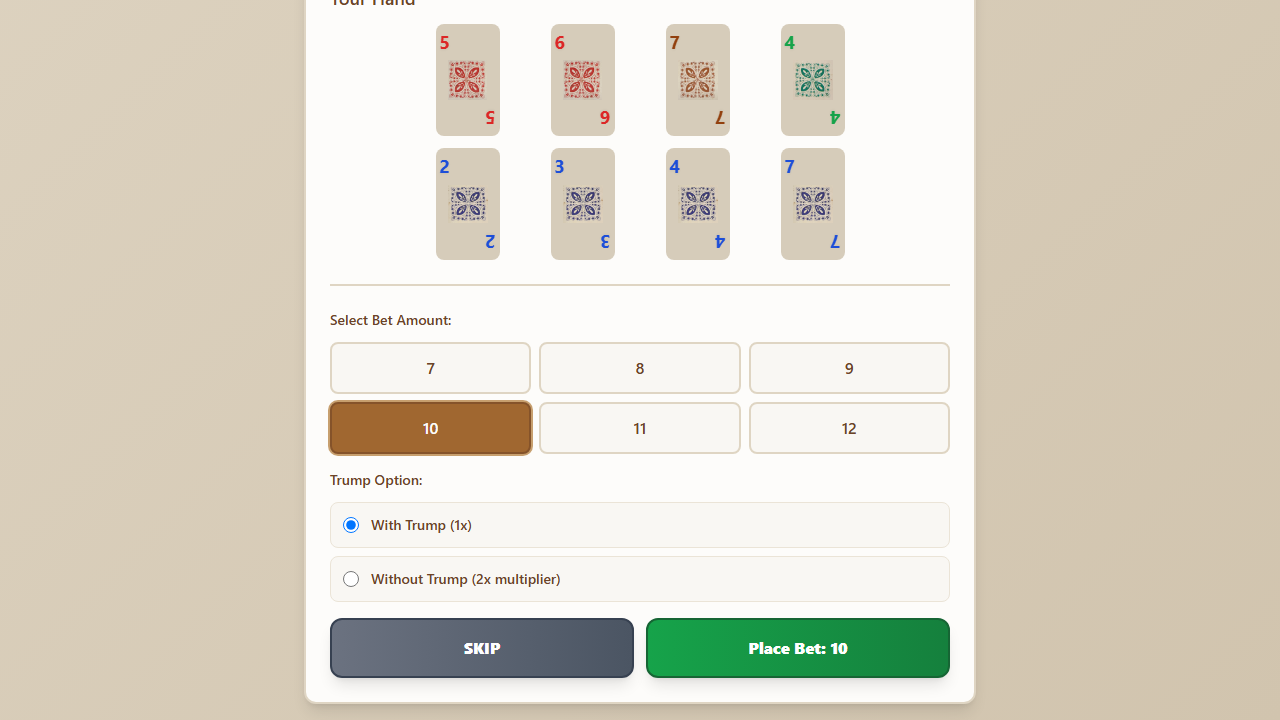 Your Hand
5 6 7 4
5 6 7 4
2 3 4 7
2 3 4 7
Select Bet Amount:
7 8 9
10 11 12
Trump Option:
With Trump (1x)
Without Trump (2x multiplier)
SKIP Place Bet: 10